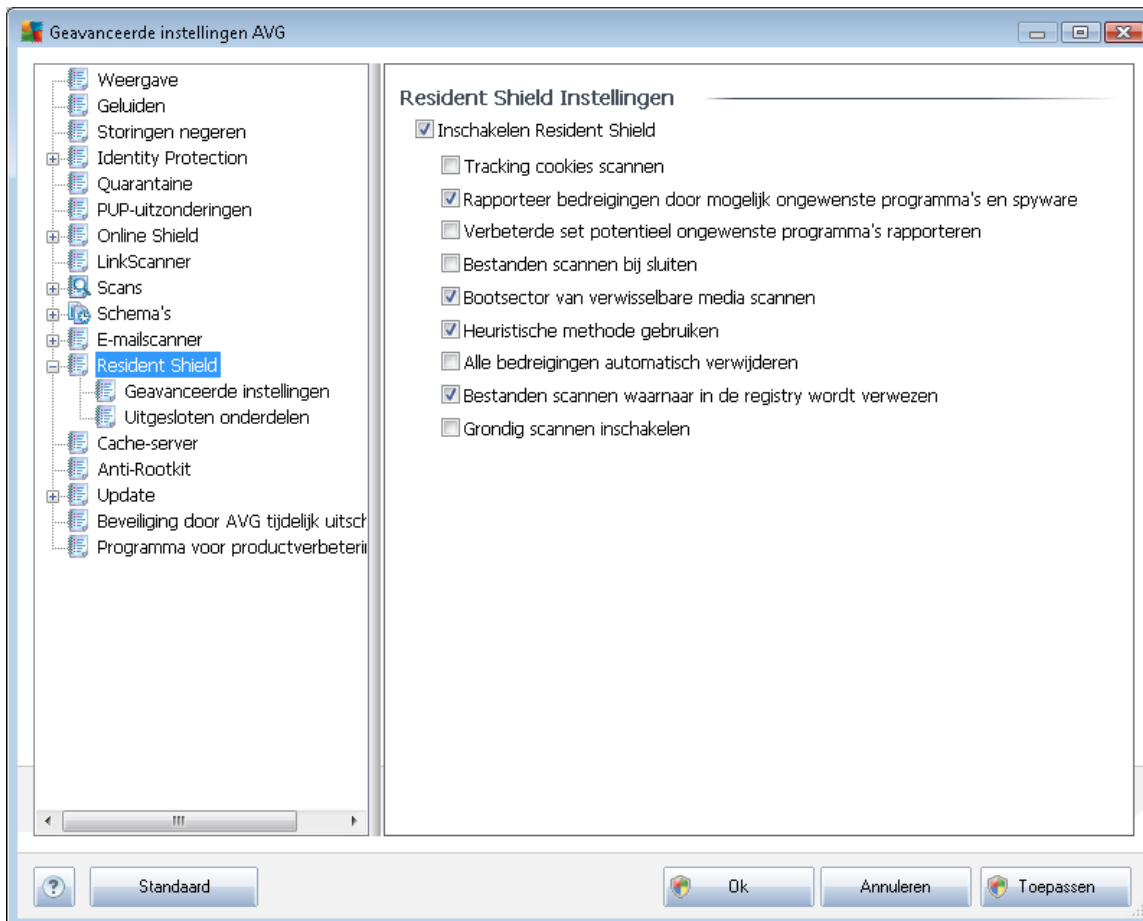 Geavanceerde instellingen AVG
Weergave
Geluiden
Storingen negeren
Identity Protection
Quarantaine
PUP-uitzonderingen
Online Shield
LinkScanner
Scans
Schema's
E-mailscanner
Resident Shield
Geavanceerde instellingen
Uitgesloten onderdelen
Cache-server
Anti-Rootkit
Update
Beveiliging door AVG tijdelijk uitsch
Programma voor productverbeteri
Resident Shield Instellingen
Inschakelen Resident Shield
Tracking cookies scannen
Rapporteer bedreigingen door mogelijk ongewenste programma's en spyware
Verbeterde set potentieel ongewenste programma's rapporteren
Bestanden scannen bij sluiten
Bootsector van verwisselbare media scannen
Heuristische methode gebruiken
Alle bedreigingen automatisch verwijderen
Bestanden scannen waarnaar in de registry wordt verwezen
Grondig scannen inschakelen
?
Standaard
Ok
Annuleren
Toepassen